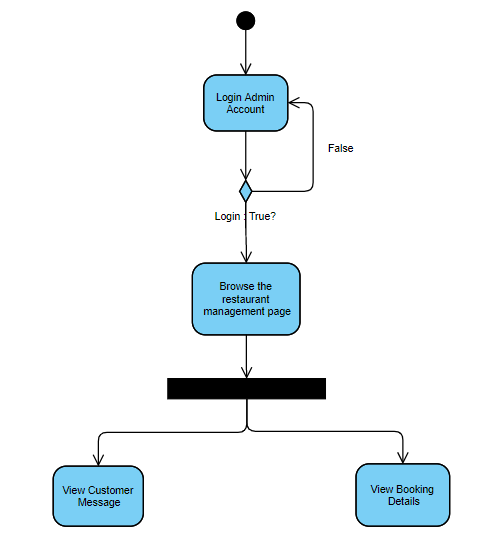 Login Admin
Account
False
Login : True?
Browse the
restaurant
management page
View Customer
Message
View Booking
Details